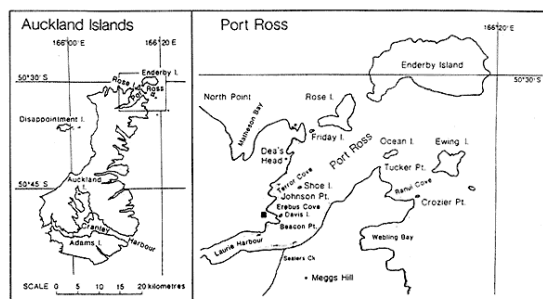 Auckland Islands
166°00 E
166°20 E
50°30' S
Enderby I.
Rose I.
Port Ross
Disappointment I.
Auckland I.
50°45' S
Carnley
Harbour
Adams I.
SCALE 0 5 10 15 20 kilometres
Port Ross
166°20' E
Enderby Island
50°30' S
North Point
Matheson Bay
Rose I.
Friday I.
Port Ross
Dea's Head
Ocean I.
Ewing I.
Tucker Pt.
Terror Cove
Shoe I.
Ranui Cove
Johnson Pt.
Crozier Pt.
Erebus Cove
Davis I.
Beacon Pt.
Webling Bay
Laurie Harbour
Sealers Ck
Meggs Hill